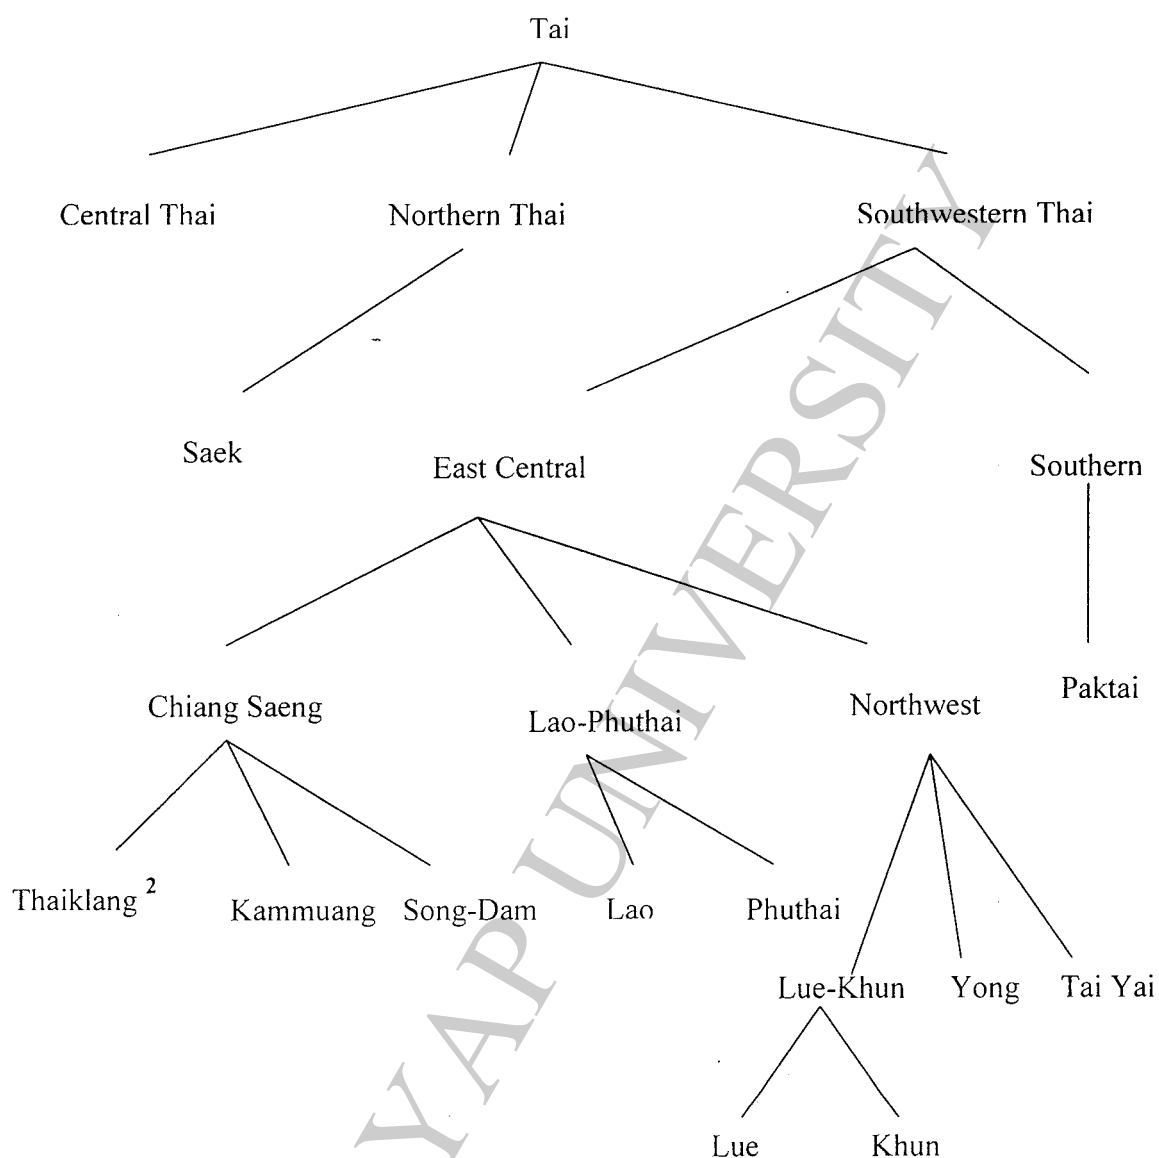 Tai
Central Thai Northern Thai Southwestern Thai
Saek East Central Southern
Chiang Saeng Lao-Phuthai Northwest Paktai
Thaiklang 2 Kammuang Song-Dam Lao Phuthai
Lue-Khun Yong Tai Yai
Lue Khun
YAP UNIVERSITY